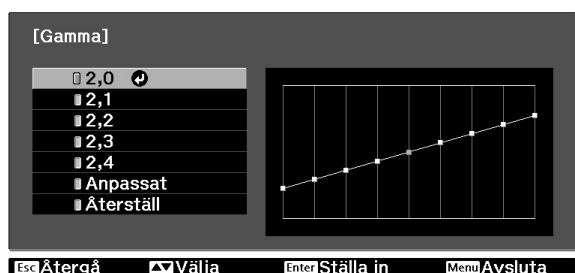 [Gamma]
2,0
2,1
2,2
2,3
2,4
Anpassat
Återställ
Esc Återgå Välja Enter Ställa in Menu Avsluta